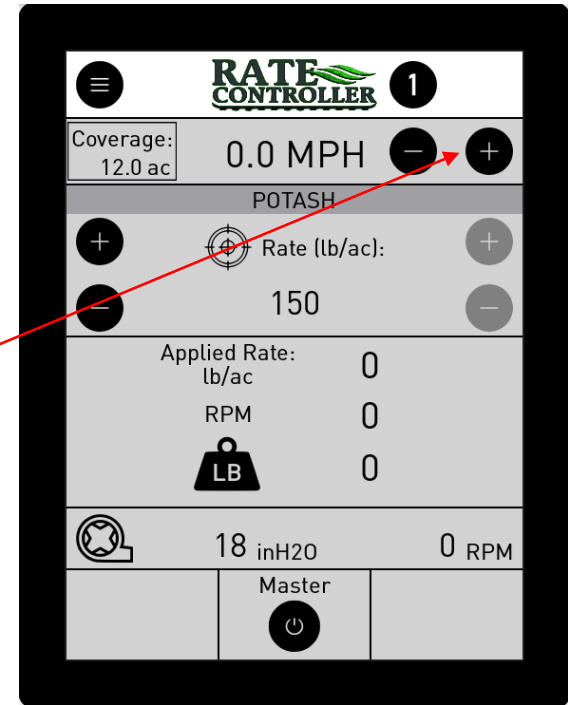 RATE
CONTROLLER
1
Coverage:
12.0 ac
0.0 MPH
POTASH
Rate (lb/ac):
150
Applied Rate:
lb/ac
0
RPM
0
LB
0
18 inH2O
0 RPM
Master